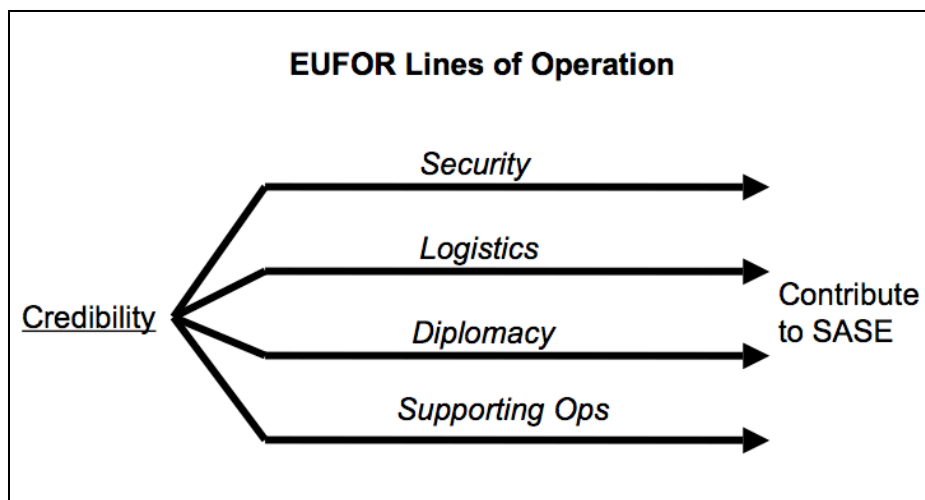 EUFOR Lines of Operation
Security
Logistics
Credibility
Contribute
to SASE
Diplomacy
Supporting Ops